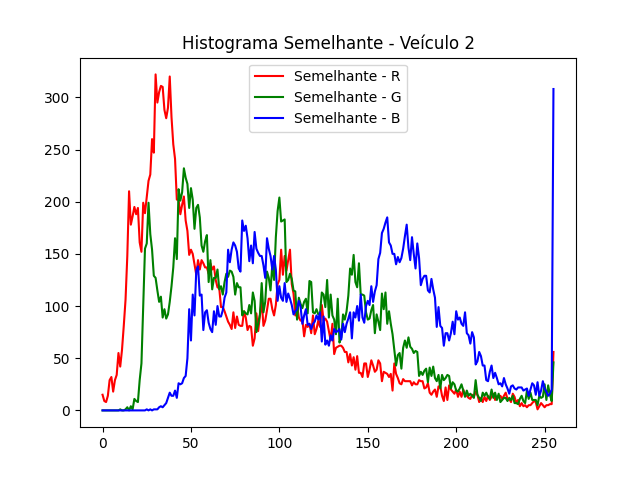 Histograma Semelhante - Veículo 2
Semelhante - R
Semelhante - G
Semelhante - B
300
250
200
150
100
50
0
0 50 100 150 200 250